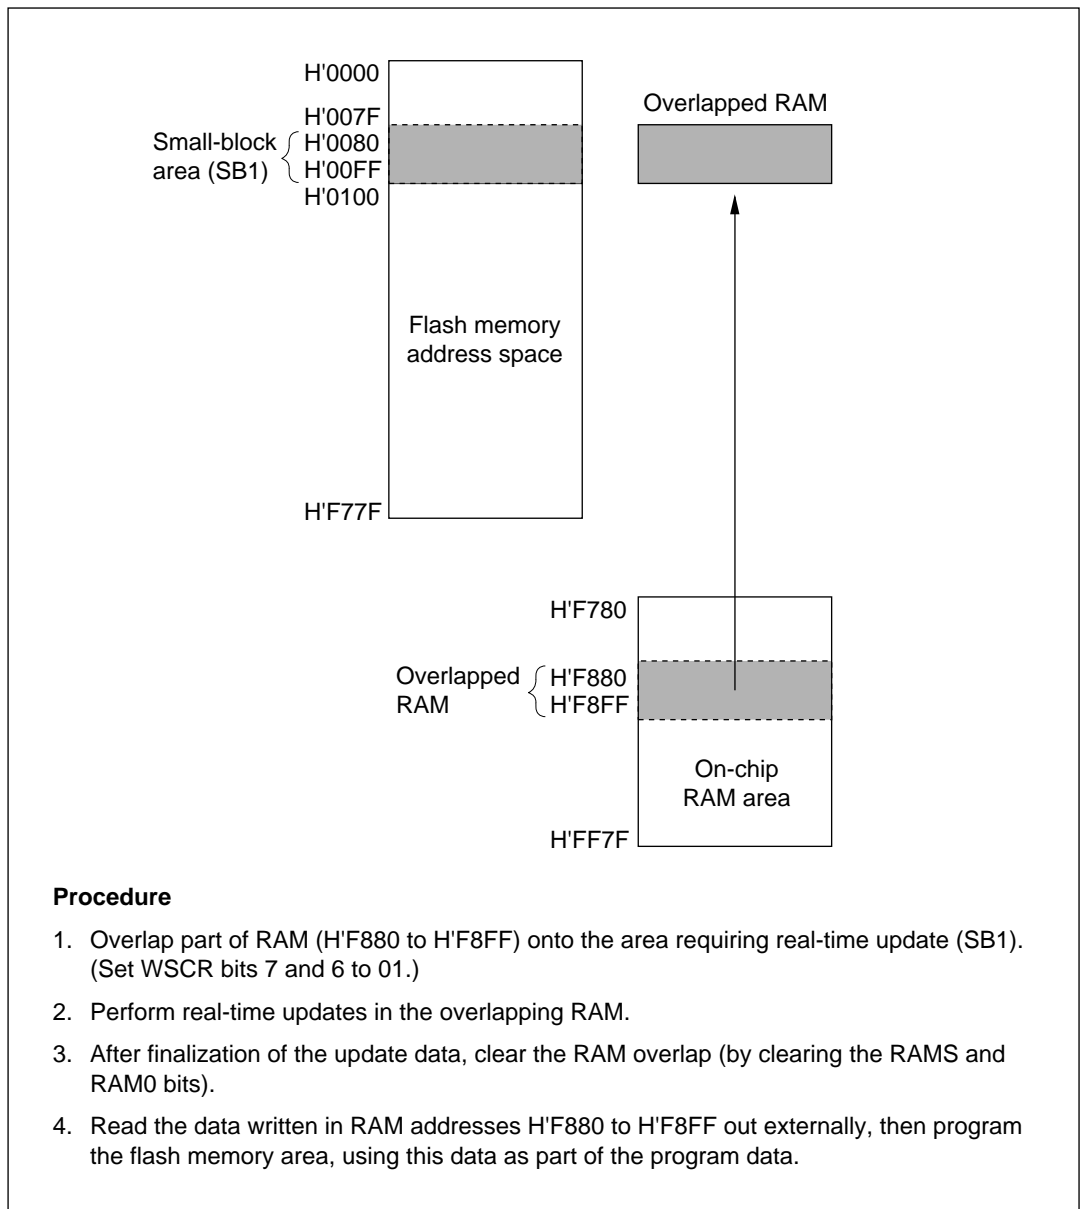 H'0000
H'007F
Small-block
area (SB1)
H'0080
H'00FF
H'0100
Overlapped RAM
Flash memory
address space
H'F77F
H'F780
Overlapped
RAM
H'F880
H'F8FF
On-chip
RAM area
H'FF7F
Procedure
1. Overlap part of RAM (H'F880 to H'F8FF) onto the area requiring real-time update (SB1).
(Set WSCR bits 7 and 6 to 01.)
2. Perform real-time updates in the overlapping RAM.
3. After finalization of the update data, clear the RAM overlap (by clearing the RAMS and
RAM0 bits).
4. Read the data written in RAM addresses H'F880 to H'F8FF out externally, then program
the flash memory area, using this data as part of the program data.